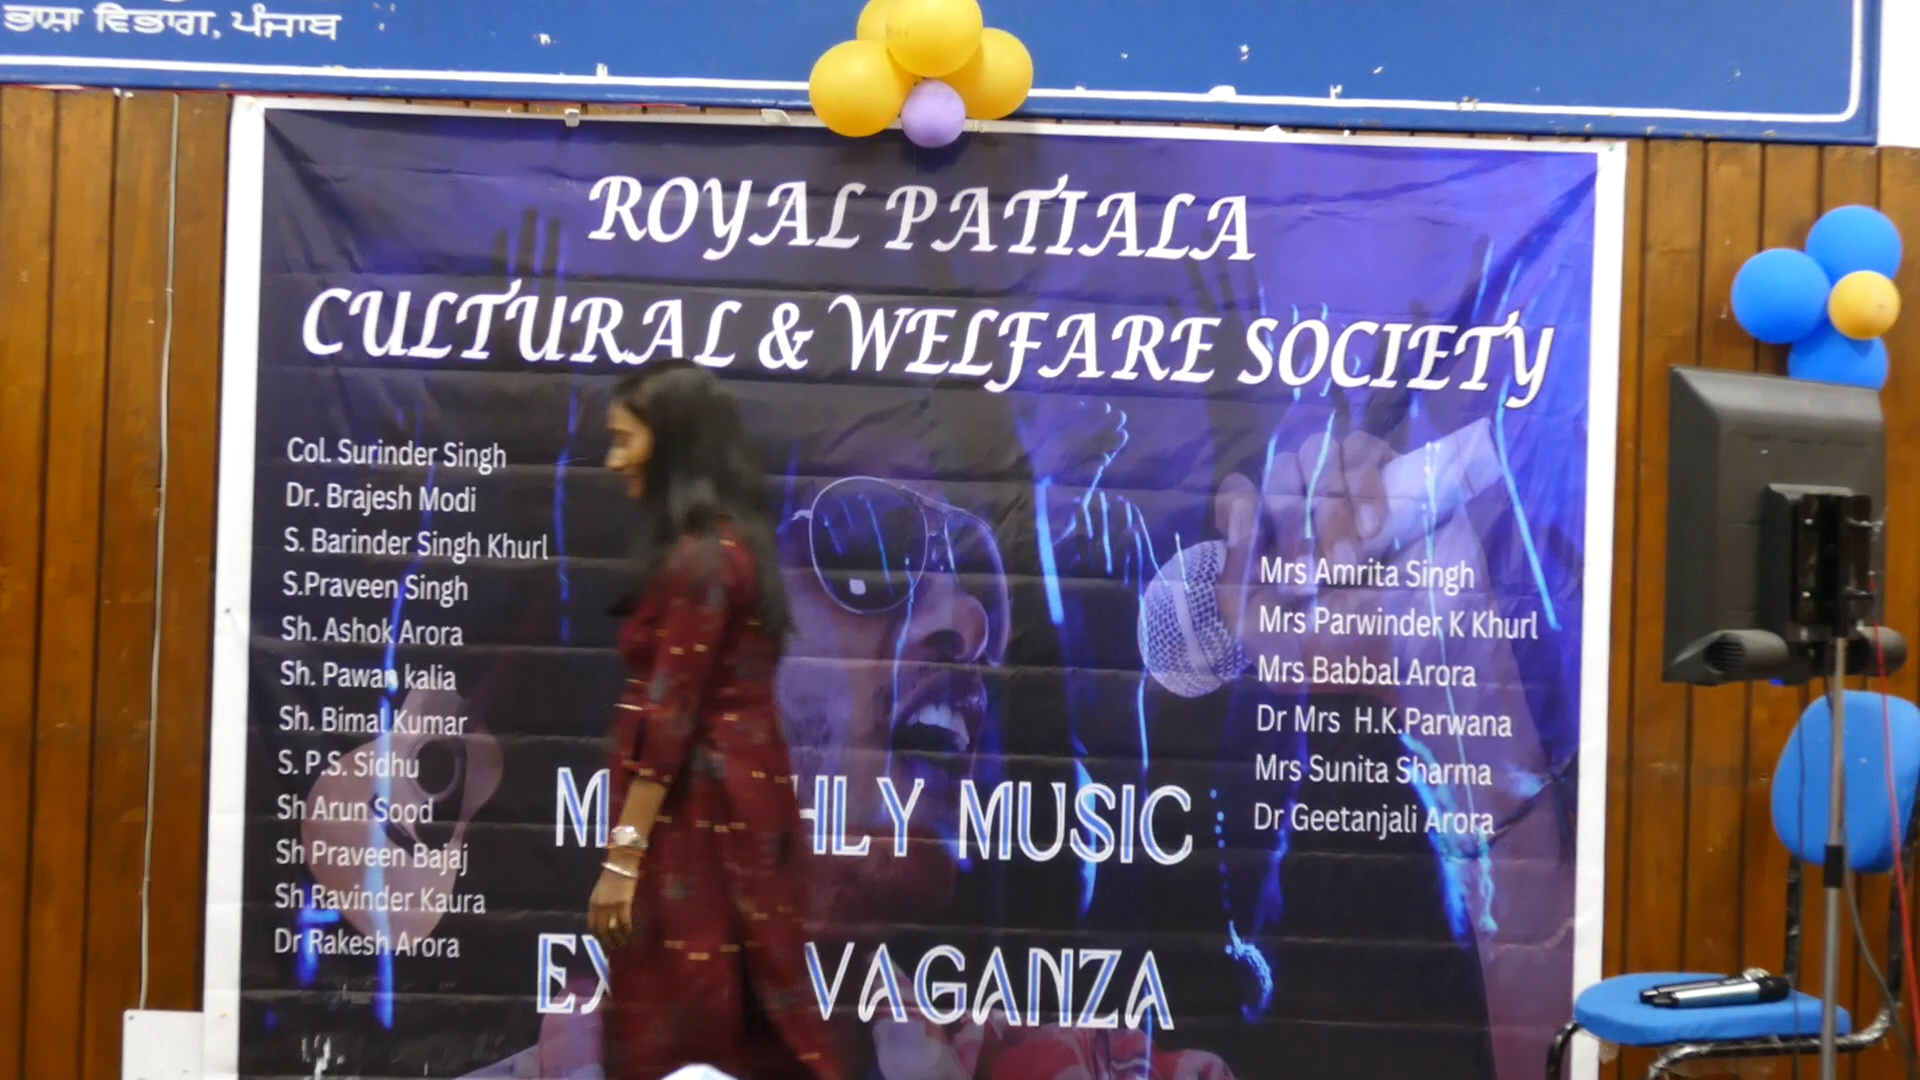 ਭਾਸ਼ਾ ਵਿਭਾਗ, ਪੰਜਾਬ
ROYAL PATIALA
CULTURAL & WELFARE SOCIETY
Col. Surinder Singh
Dr. Brajesh Modi
S. Barinder Singh Khurl
S.Praveen Singh
Sh. Ashok Arora
Sh. Pawan kalia
Sh. Bimal Kumar
S. P.S. Sidhu
Sh Arun Sood
Sh Praveen Bajaj
Sh Ravinder Kaura
Dr Rakesh Arora
Mrs Amrita Singh
Mrs Parwinder K Khurl
Mrs Babbal Arora
Dr Mrs H.K.Parwana
Mrs Sunita Sharma
Dr Geetanjali Arora
MUSIC